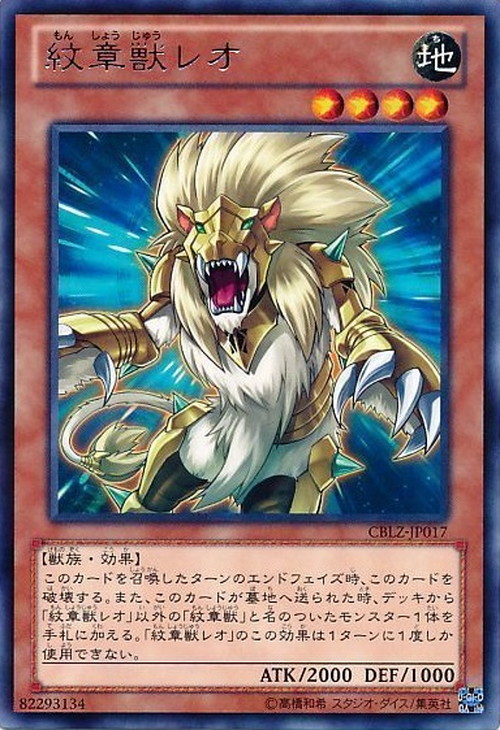 もん しょう じゅう
紋章獣レオ
ち
地
CBLZ-JP017
【獣族・効果】
このカードを召喚したターンのエンドフェイズ時、このカードを
破壊する。また、このカードが墓地へ送られた時、デッキから
「紋章獣レオ」以外の「紋章獣」と名のついたモンスター1体を
手札に加える。「紋章獣レオ」のこの効果は1ターンに1度しか
使用できない。
ATK/2000 DEF/1000
82293134
©高橋和希 スタジオ・ダイス/集英社